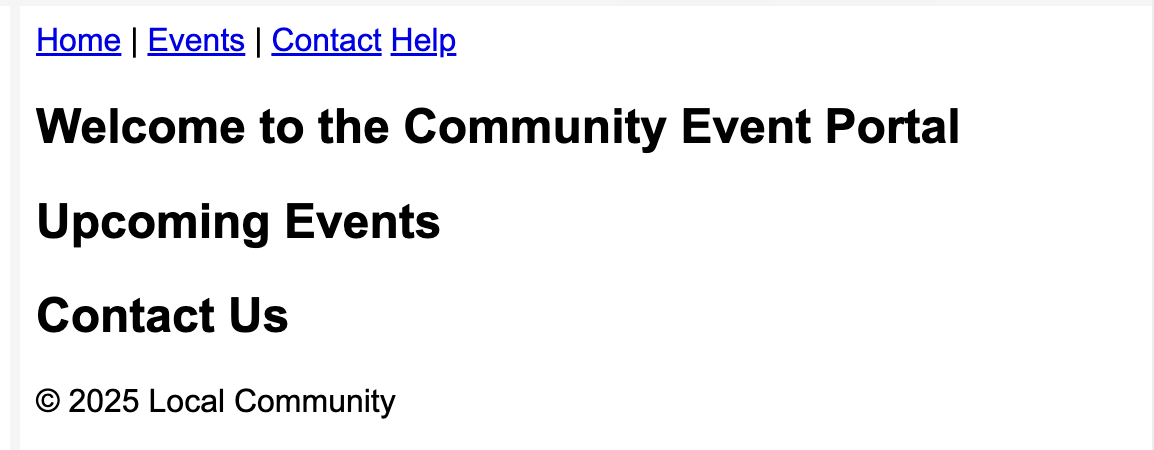 Home | Events | Contact Help
Welcome to the Community Event Portal
Upcoming Events
Contact Us
© 2025 Local Community